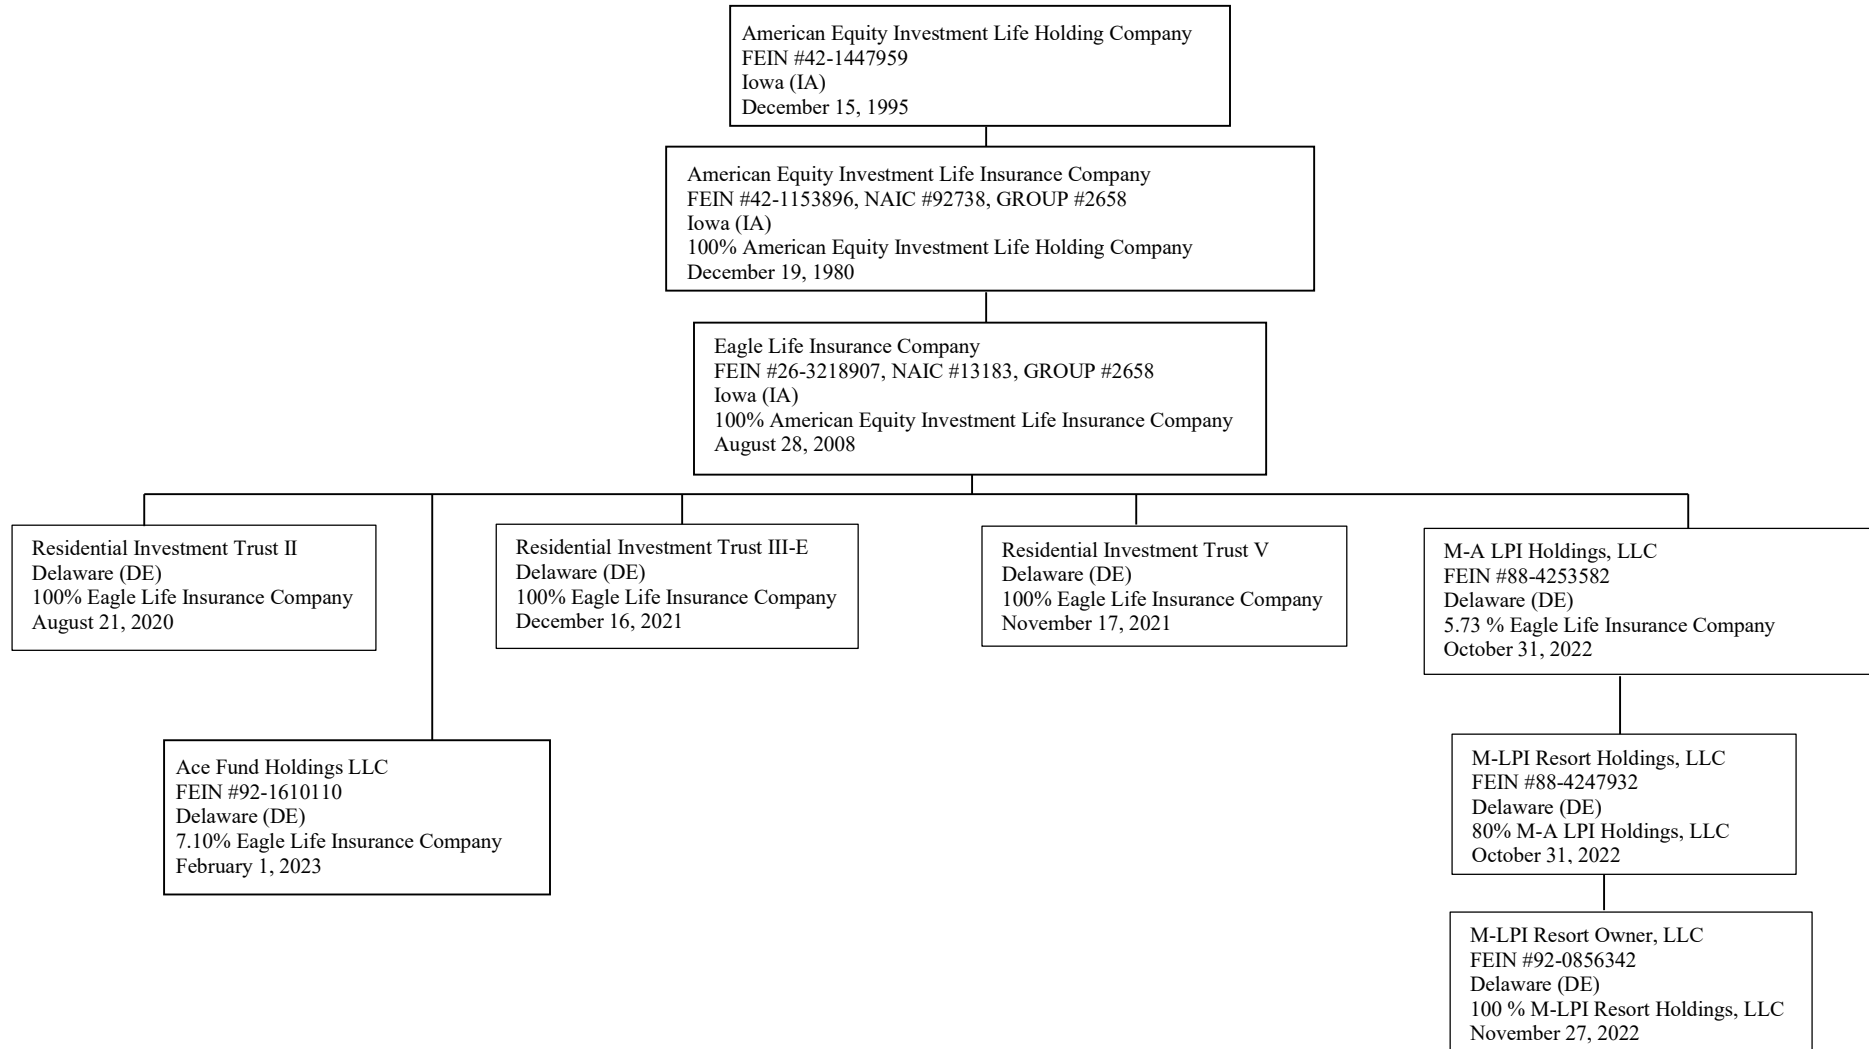 American Equity Investment Life Holding Company
FEIN #42-1447959
Iowa (IA)
December 15, 1995
American Equity Investment Life Insurance Company
FEIN #42-1153896, NAIC #92738, GROUP #2658
Iowa (IA)
100% American Equity Investment Life Holding Company
December 19, 1980
Eagle Life Insurance Company
FEIN #26-3218907, NAIC #13183, GROUP #2658
Iowa (IA)
100% American Equity Investment Life Insurance Company
August 28, 2008
Residential Investment Trust II
Delaware (DE)
100% Eagle Life Insurance Company
August 21, 2020
Residential Investment Trust III-E
Delaware (DE)
100% Eagle Life Insurance Company
December 16, 2021
Residential Investment Trust V
Delaware (DE)
100% Eagle Life Insurance Company
November 17, 2021
M-A LPI Holdings, LLC
FEIN #88-4253582
Delaware (DE)
5.73 % Eagle Life Insurance Company
October 31, 2022
Ace Fund Holdings LLC
FEIN #92-1610110
Delaware (DE)
7.10% Eagle Life Insurance Company
February 1, 2023
M-LPI Resort Holdings, LLC
FEIN #88-4247932
Delaware (DE)
80% M-A LPI Holdings, LLC
October 31, 2022
M-LPI Resort Owner, LLC
FEIN #92-0856342
Delaware (DE)
100 % M-LPI Resort Holdings, LLC
November 27, 2022